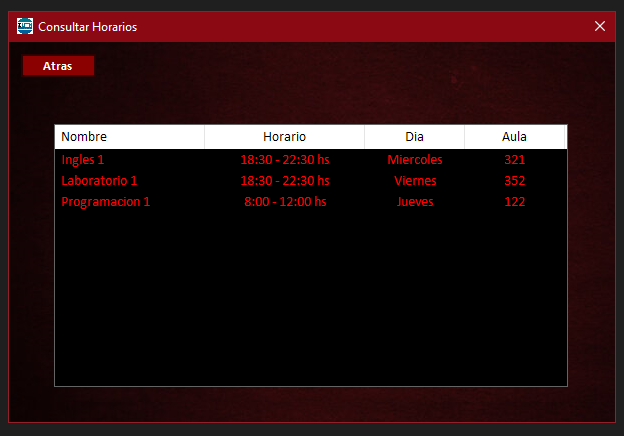 Consultar Horarios
Atras
Nombre Horario Dia Aula
Ingles 1 18:30 - 22:30 hs Miercoles 321
Laboratorio 1 18:30 - 22:30 hs Viernes 352
Programacion 1 8:00 - 12:00 hs Jueves 122